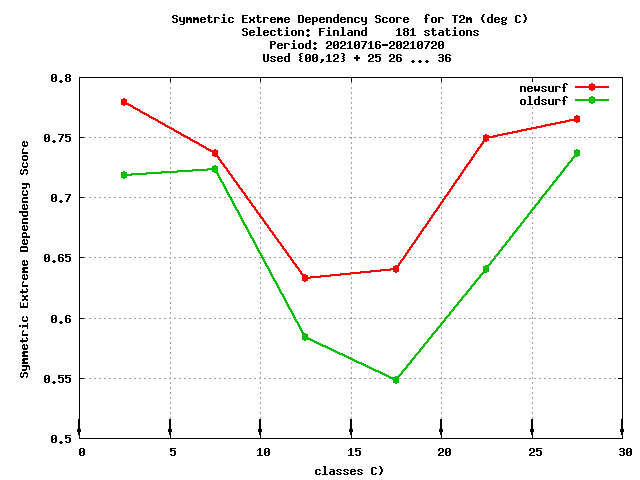 Symmetric Extreme Dependency Score  for T2m (deg C)
Selection: Finland    181 stations
Period: 20210716-20210720
Used {00,12} + 25 26 ... 36
newsurf
oldsurf
Symmetric Extreme Dependency Score
0.8
0.75
0.7
0.65
0.6
0.55
0.5
0 5 10 15 20 25 30
classes C)